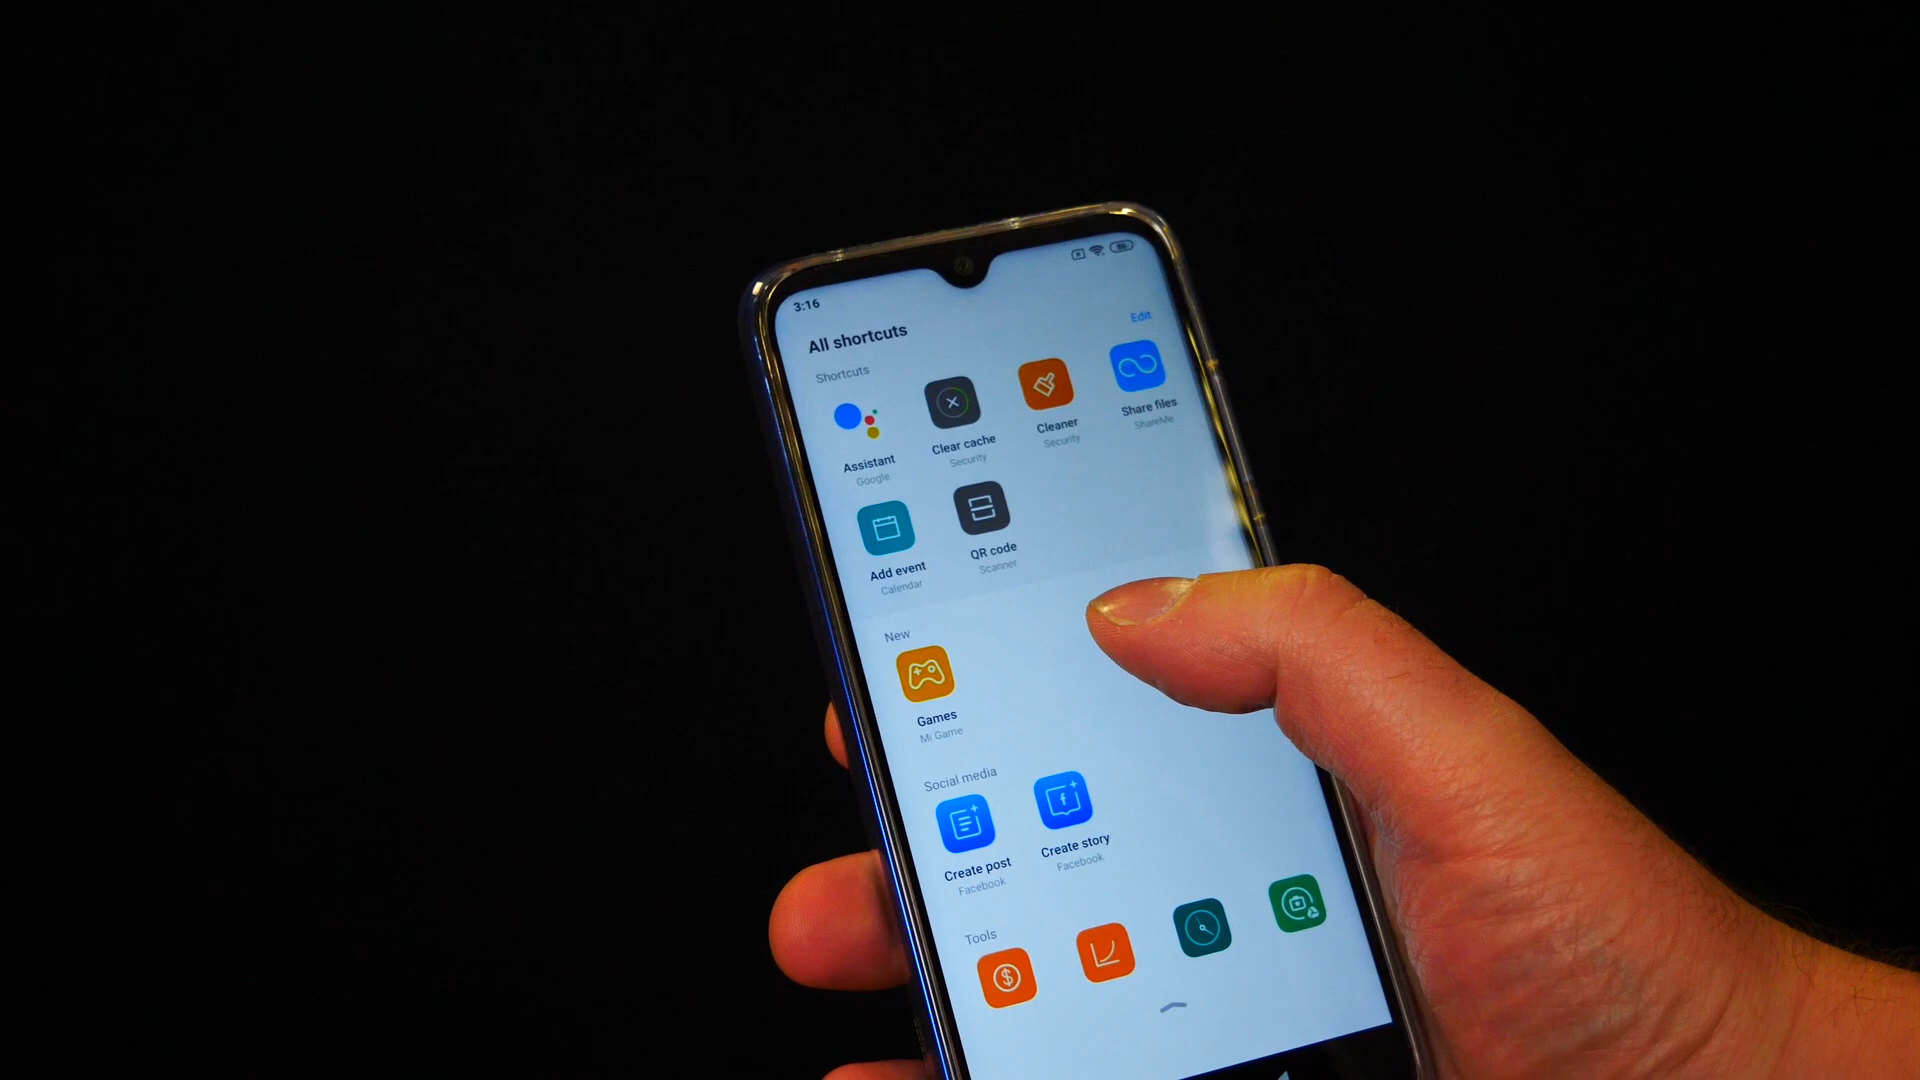 3:16
All shortcuts
Edit
Shortcuts
Assistant
Google
Clear cache
Security
Cleaner
Security
Share files
ShareMe
Add event
Calendar
QR code
Scanner
New
Games
Mi Game
Social media
Create post
Facebook
Create story
Facebook
Tools